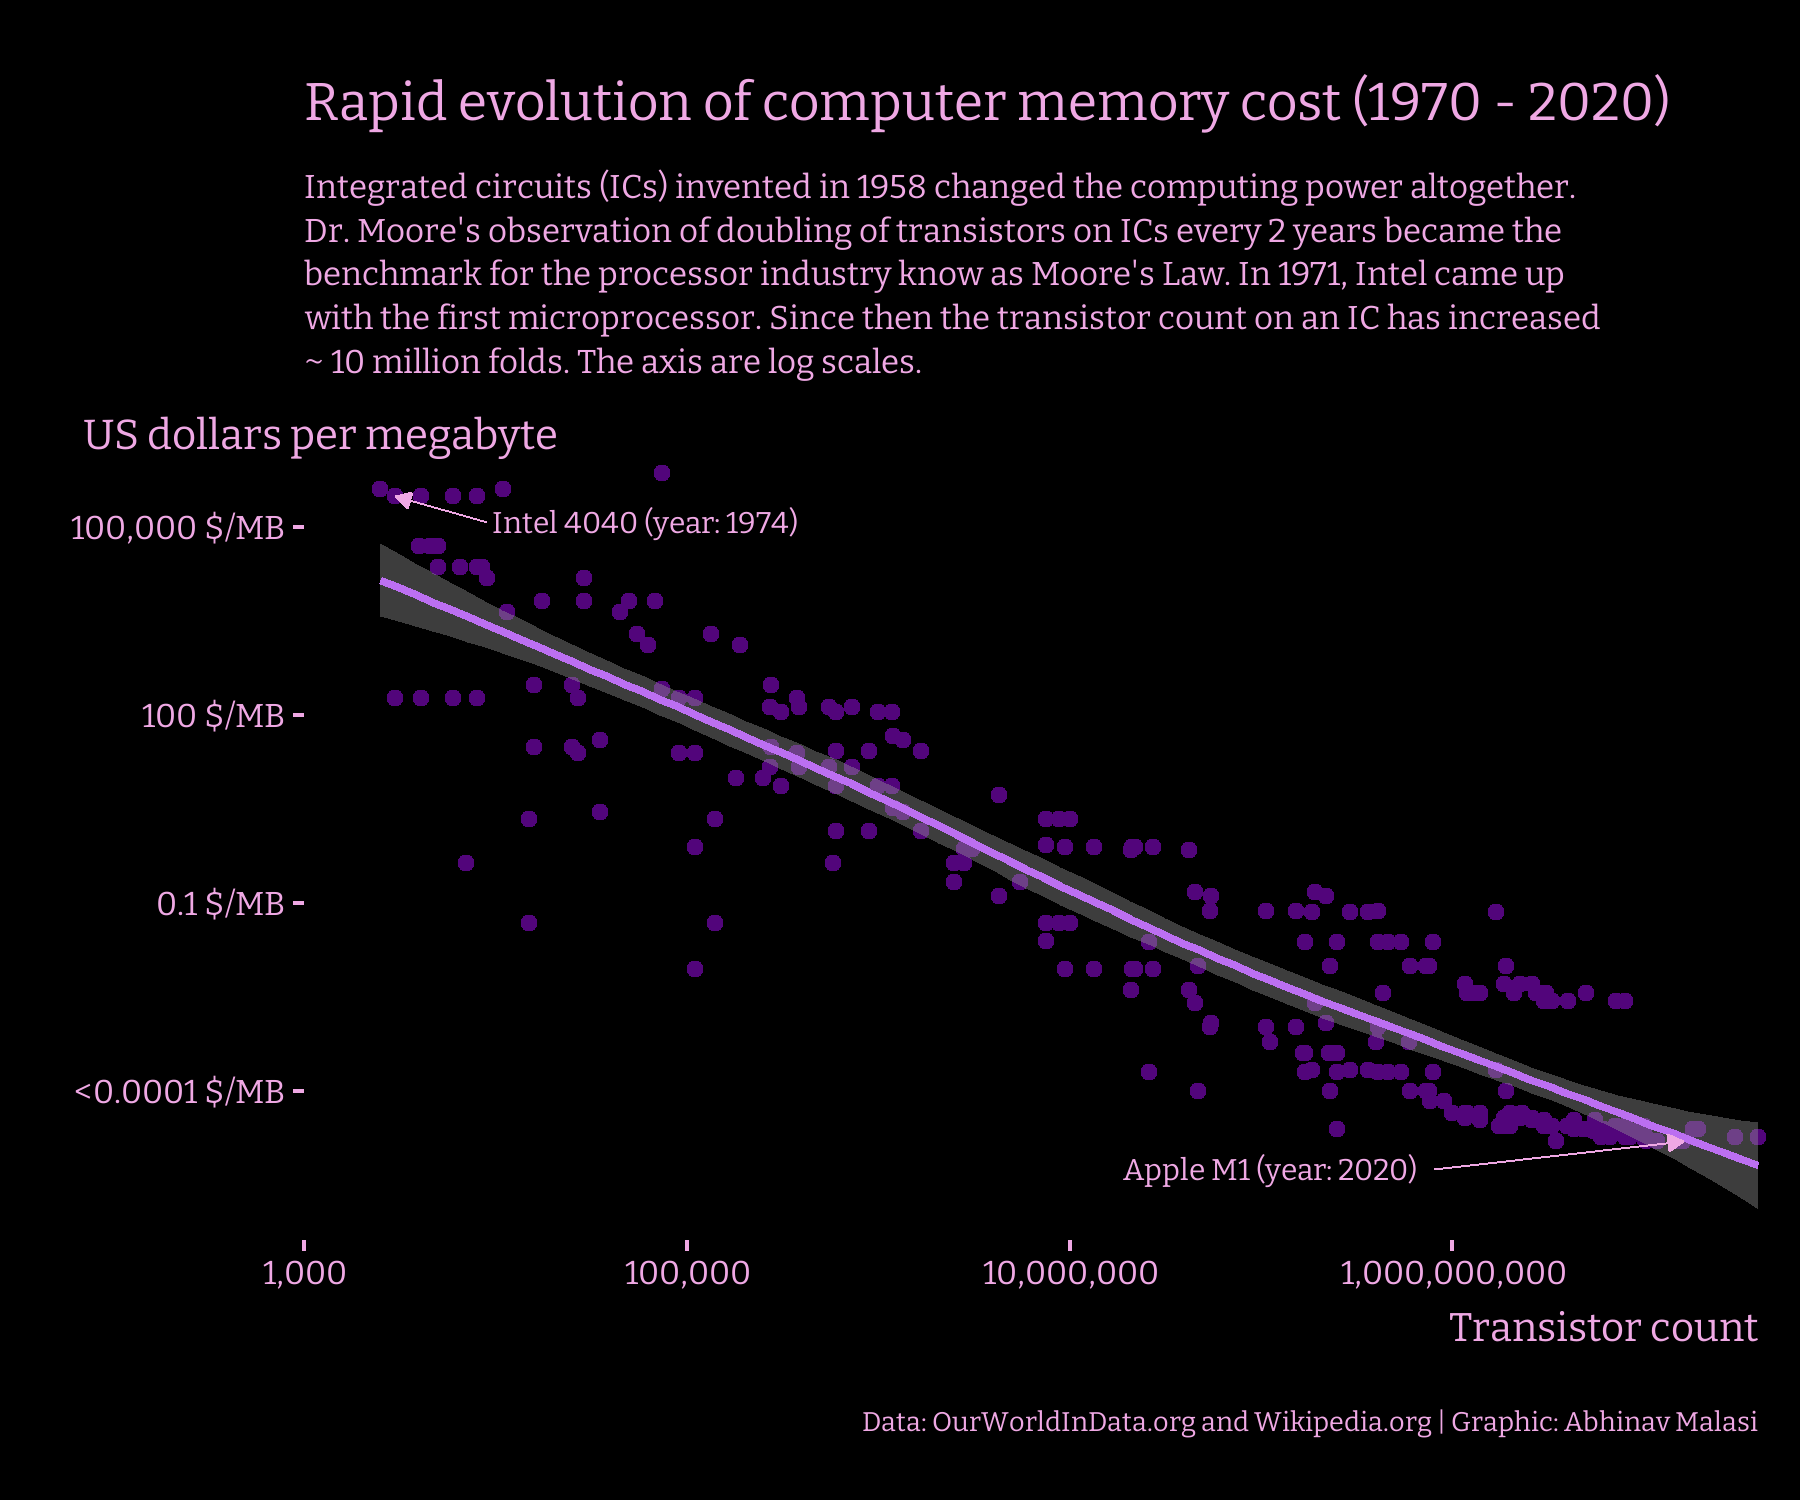 Rapid evolution of computer memory cost (1970 - 2020)
Integrated circuits (ICs) invented in 1958 changed the computing power altogether.
Dr. Moore's observation of doubling of transistors on ICs every 2 years became the
benchmark for the processor industry know as Moore's Law. In 1971, Intel came up
with the first microprocessor. Since then the transistor count on an IC has increased
~ 10 million folds. The axis are log scales.
US dollars per megabyte
100,000 $/MB
Intel 4040 (year: 1974)
100 $/MB
0.1 $/MB
<0.0001 $/MB
Apple M1 (year: 2020)
1,000
100,000
10,000,000
1,000,000,000
Transistor count
Data: OurWorldInData.org and Wikipedia.org | Graphic: Abhinav Malasi